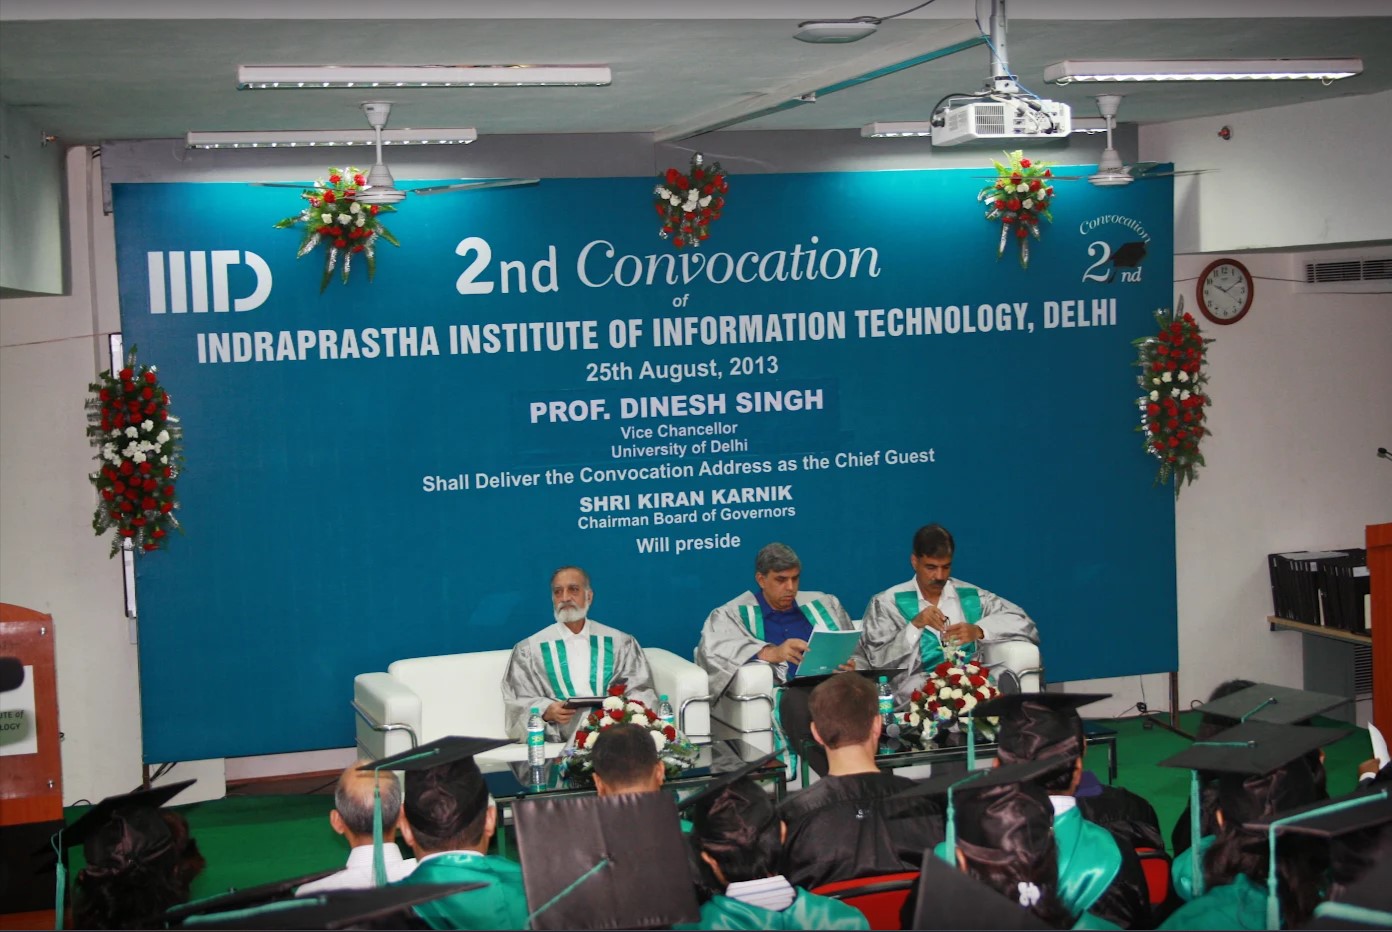 IIITD
2nd Convocation
of
INDRAPRASTHA INSTITUTE OF INFORMATION TECHNOLOGY, DELHI
25th August, 2013
PROF. DINESH SINGH
Vice Chancellor
University of Delhi
Shall Deliver the Convocation Address as the Chief Guest
SHRI KIRAN KARNIK
Chairman Board of Governors
Will preside
Convocation
2nd